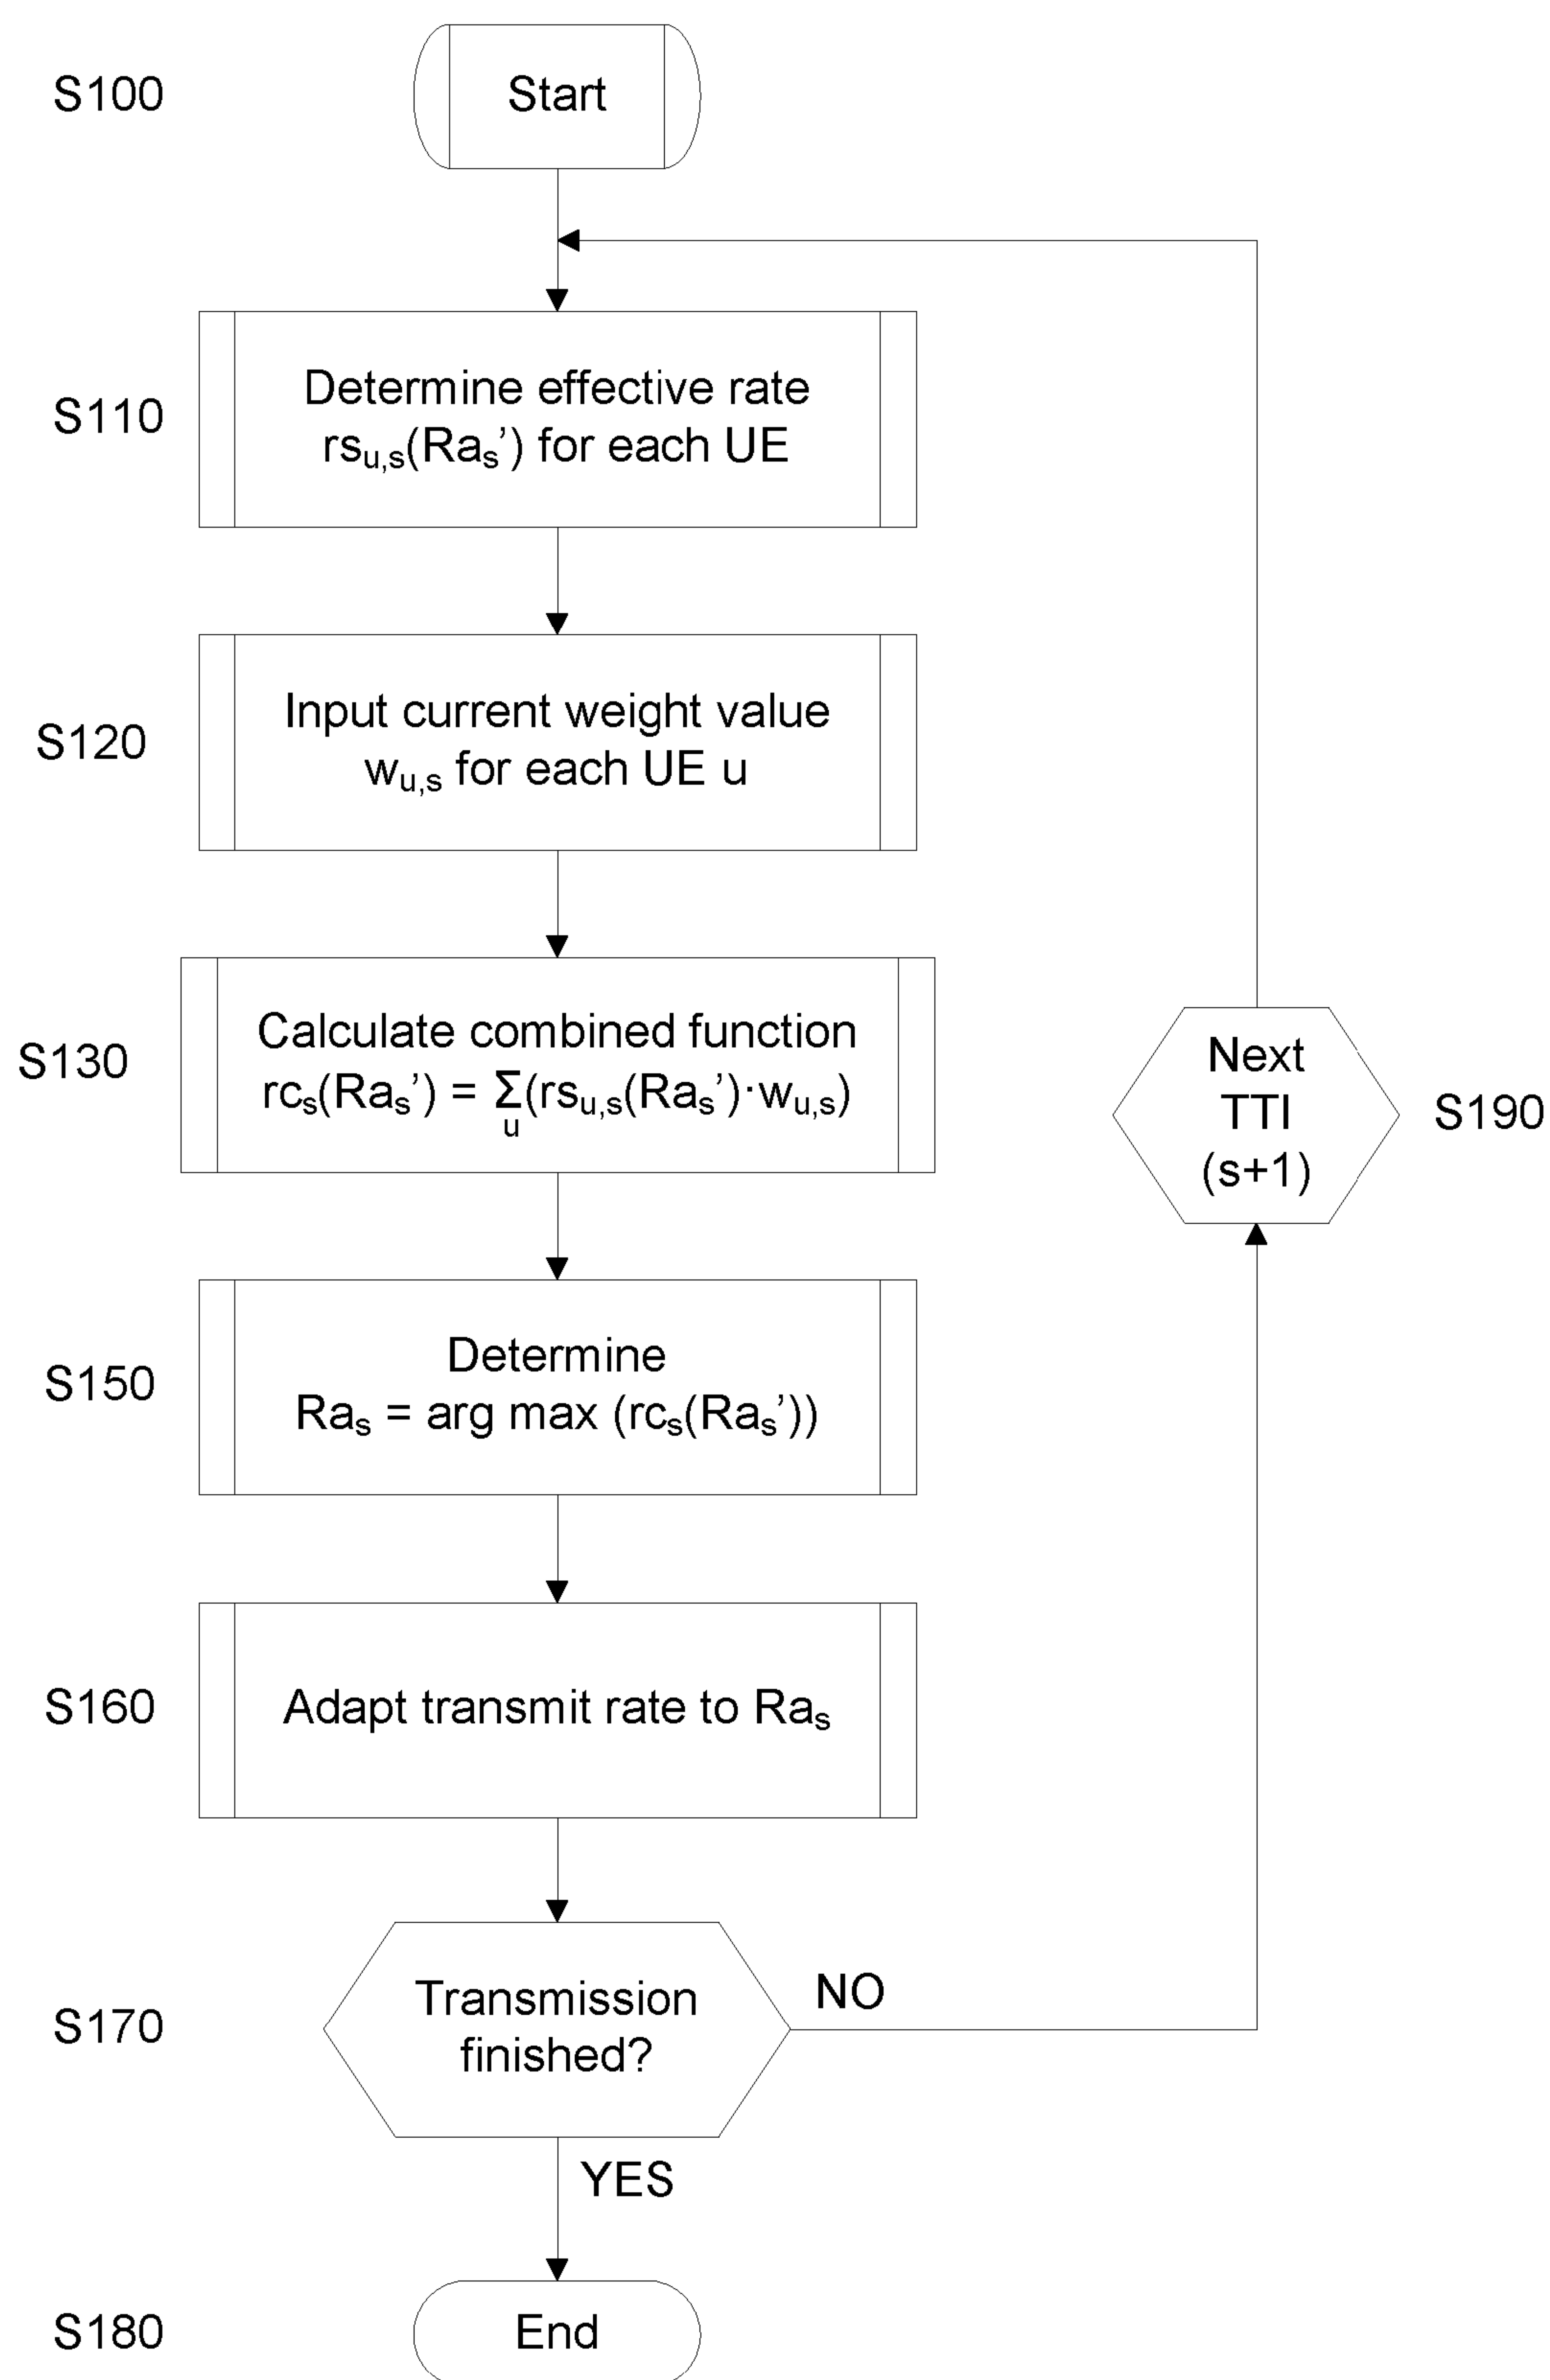 S100
Start
S110
Determine effective rate
rsᵤ,ₛ(Raₛ’) for each UE
S120
Input current weight value
wᵤ,ₛ for each UE u
S130
Calculate combined function
rcₛ(Raₛ’) = Σ(rsᵤ,ₛ(Raₛ’)·wᵤ,ₛ)
u
Next
TTI
(s+1)
S190
S150
Determine
Raₛ = arg max (rcₛ(Raₛ’))
S160
Adapt transmit rate to Raₛ
S170
Transmission
finished?
NO
YES
S180
End